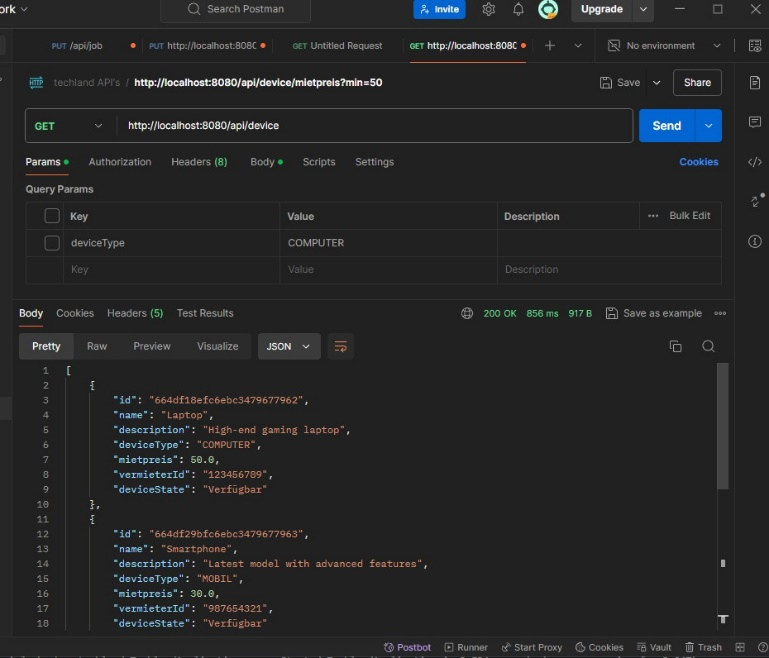 ork
Search Postman
Invite
Upgrade
PUT /api/job
PUT http://localhost:8080
GET Untitled Request
GET http://localhost:8080
No environment
HTTP
techland API's / http://localhost:8080/api/device/mietpreis?min=50
Save
Share
GET
http://localhost:8080/api/device
Send
Params
Authorization
Headers (8)
Body
Scripts
Settings
Cookies
Query Params
Key
Value
Description
Bulk Edit
deviceType
COMPUTER
Key
Value
Description
Body
Cookies
Headers (5)
Test Results
200 OK
856 ms
917 B
Save as example
Pretty
Raw
Preview
Visualize
JSON
1 [
2 {
3 "id": "664df18efc6ebc3479677962",
4 "name": "Laptop",
5 "description": "High-end gaming laptop",
6 "deviceType": "COMPUTER",
7 "mietpreis": 50.0,
8 "vermieterId": "123456789",
9 "deviceState": "Verfügbar"
10 },
11 {
12 "id": "664df29bfc6ebc3479677963",
13 "name": "Smartphone",
14 "description": "Latest model with advanced features",
15 "deviceType": "MOBIL",
16 "mietpreis": 30.0,
17 "vermieterId": "987654321",
18 "deviceState": "Verfügbar"
Postbot
Runner
Start Proxy
Cookies
Vault
Trash